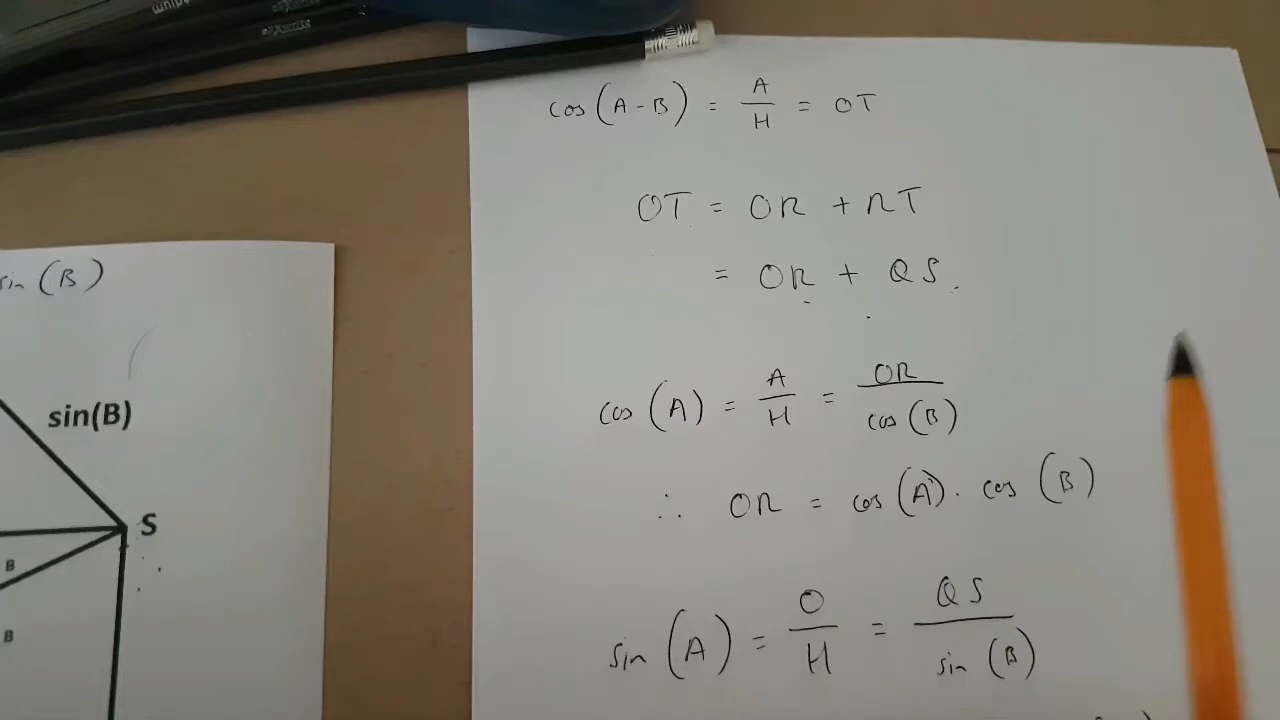 sin (B)
sin(B)
S
B
B
cos (A - B) = A/H = OT
OT = OR + RT
= OR + QS
cos (A) = A/H = OR/cos (B)
∴ OR = cos (A) . cos (B)
sin (A) = O/H = QS/sin (B)